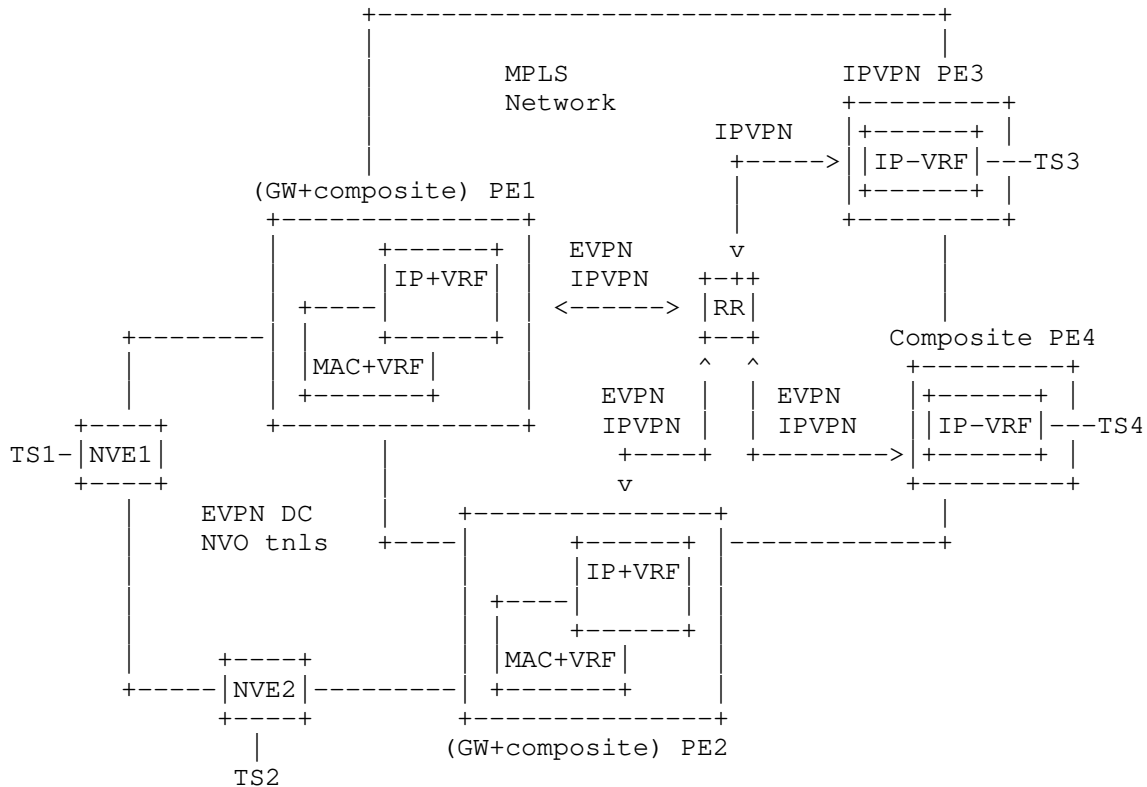 MPLS IPVPN PE3
Network
IPVPN
IP-VRF TS3
(GW+composite) PE1
EVPN
IP+VRF IPVPN
RR
Composite PE4
MAC+VRF
EVPN EVPN
IPVPN IPVPN IP-VRF TS4
TS1 NVE1
EVPN DC
NVO tnls
IP+VRF
MAC+VRF
NVE2
(GW+composite) PE2
TS2